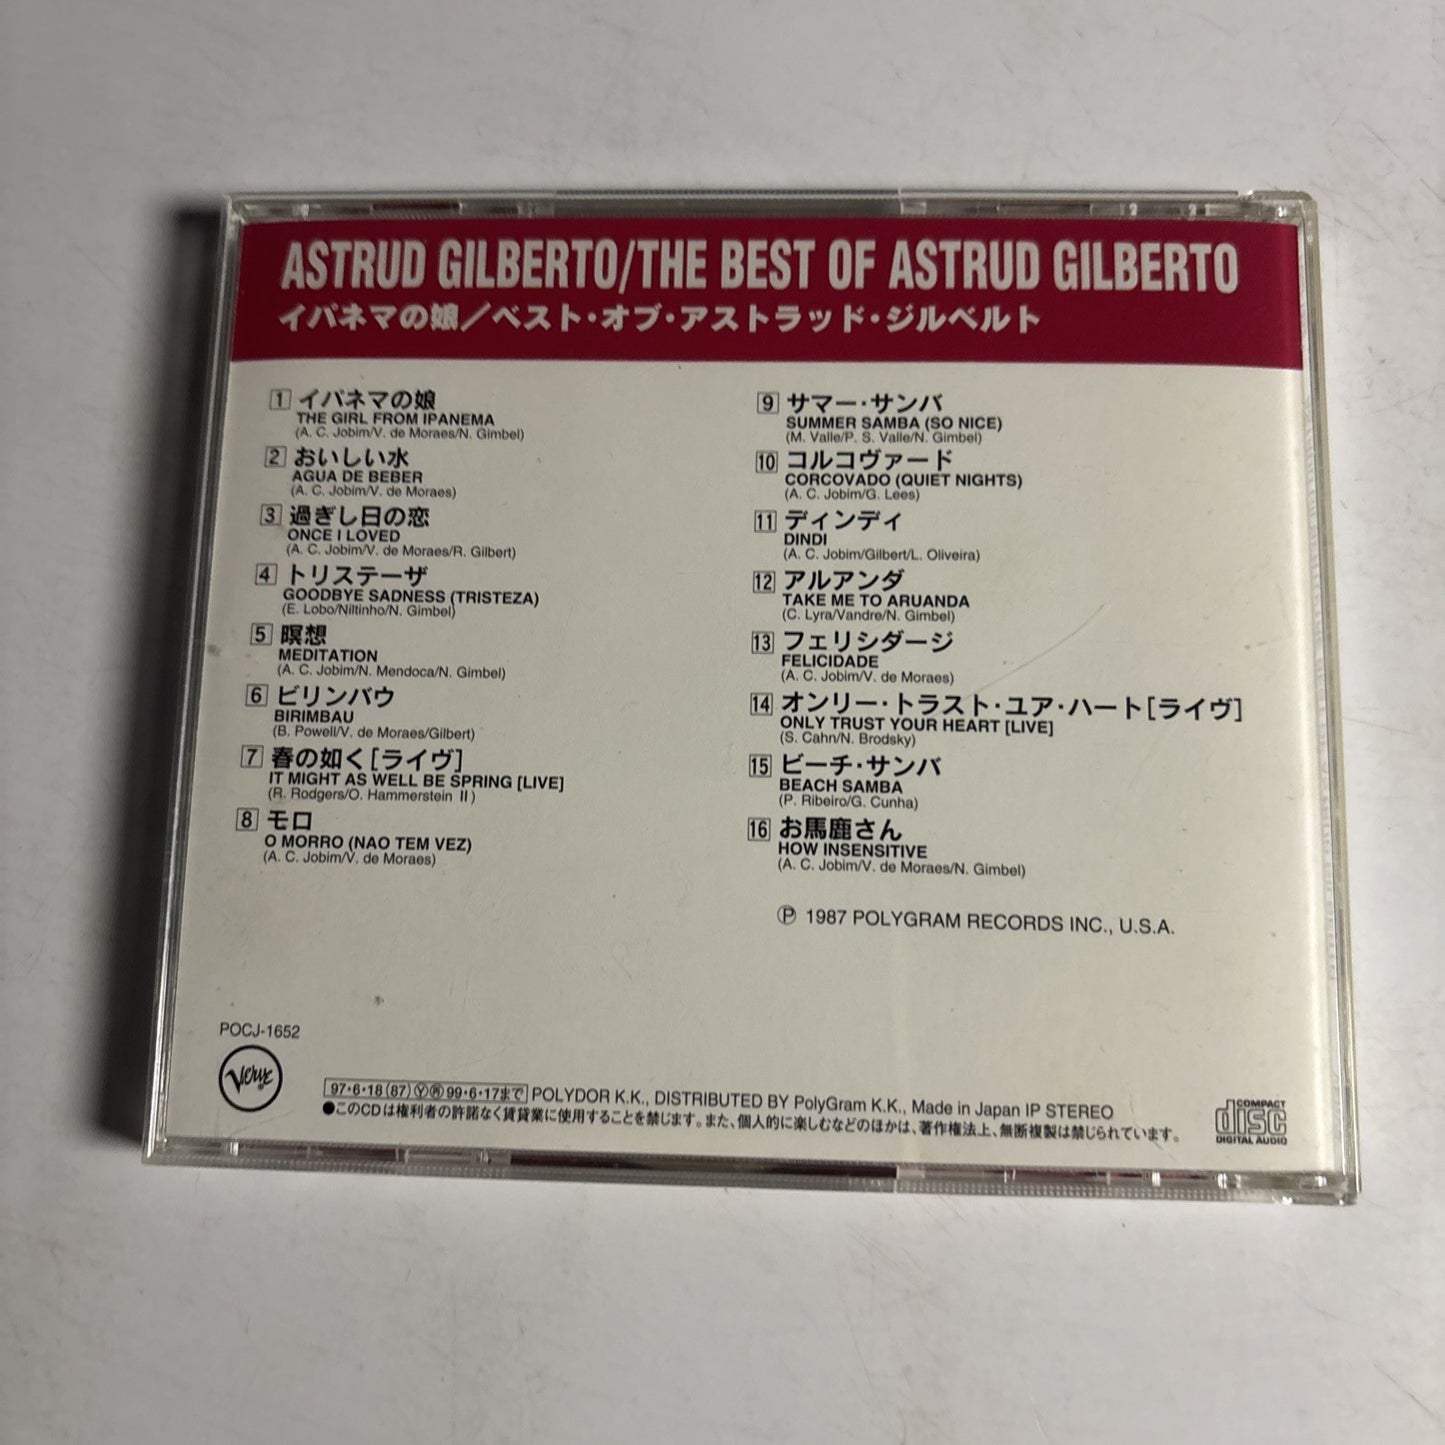 ASTRUD GILBERTO/THE BEST OF ASTRUD GILBERTO
イパネマの娘／ベスト・オブ・アストラッド・ジルベルト
1 イパネマの娘
THE GIRL FROM IPANEMA
(A. C. Jobim/V. de Moraes/N. Gimbel)
2 おいしい水
AGUA DE BEBER
(A. C. Jobim/V. de Moraes)
3 過ぎし日の恋
ONCE I LOVED
(A. C. Jobim/V. de Moraes/R. Gilbert)
4 トリステーザ
GOODBYE SADNESS (TRISTEZA)
(E. Lobo/Niltinho/N. Gimbel)
5 瞑想
MEDITATION
(A. C. Jobim/N. Mendoca/N. Gimbel)
6 ビリンバウ
BIRIMBAU
(B. Powell/V. de Moraes/Gilbert)
7 春の如く[ライヴ]
IT MIGHT AS WELL BE SPRING [LIVE]
(R. Rodgers/O. Hammerstein II)
8 モロ
O MORRO (NAO TEM VEZ)
(A. C. Jobim/V. de Moraes)
9 サマー・サンバ
SUMMER SAMBA (SO NICE)
(M. Valle/P. S. Valle/N. Gimbel)
10 コルコヴァード
CORCOVADO (QUIET NIGHTS)
(A. C. Jobim/G. Lees)
11 ディンディ
DINDI
(A. C. Jobim/Gilbert/L. Oliveira)
12 アルアンダ
TAKE ME TO ARUANDA
(C. Lyra/Vandre/N. Gimbel)
13 フェリシダージ
FELICIDADE
(A. C. Jobim/V. de Moraes)
14 オンリー・トラスト・ユア・ハート[ライヴ]
ONLY TRUST YOUR HEART [LIVE]
(S. Cahn/N. Brodsky)
15 ビーチ・サンバ
BEACH SAMBA
(P. Ribeiro/G. Cunha)
16 お馬鹿さん
HOW INSENSITIVE
(A. C. Jobim/V. de Moraes/N. Gimbel)
Ⓟ 1987 POLYGRAM RECORDS INC., U.S.A.
POCJ-1652
Verve
97・6・18(87)Ⓨ㊞99・6・17まで POLYDOR K.K., DISTRIBUTED BY PolyGram K.K., Made in Japan IP STEREO
●このCDは権利者の許諾なく賃貸業に使用することを禁じます。また、個人的に楽しむなどのほかは、著作権法上、無断複製は禁じられています。
COMPACT
disc
DIGITAL AUDIO